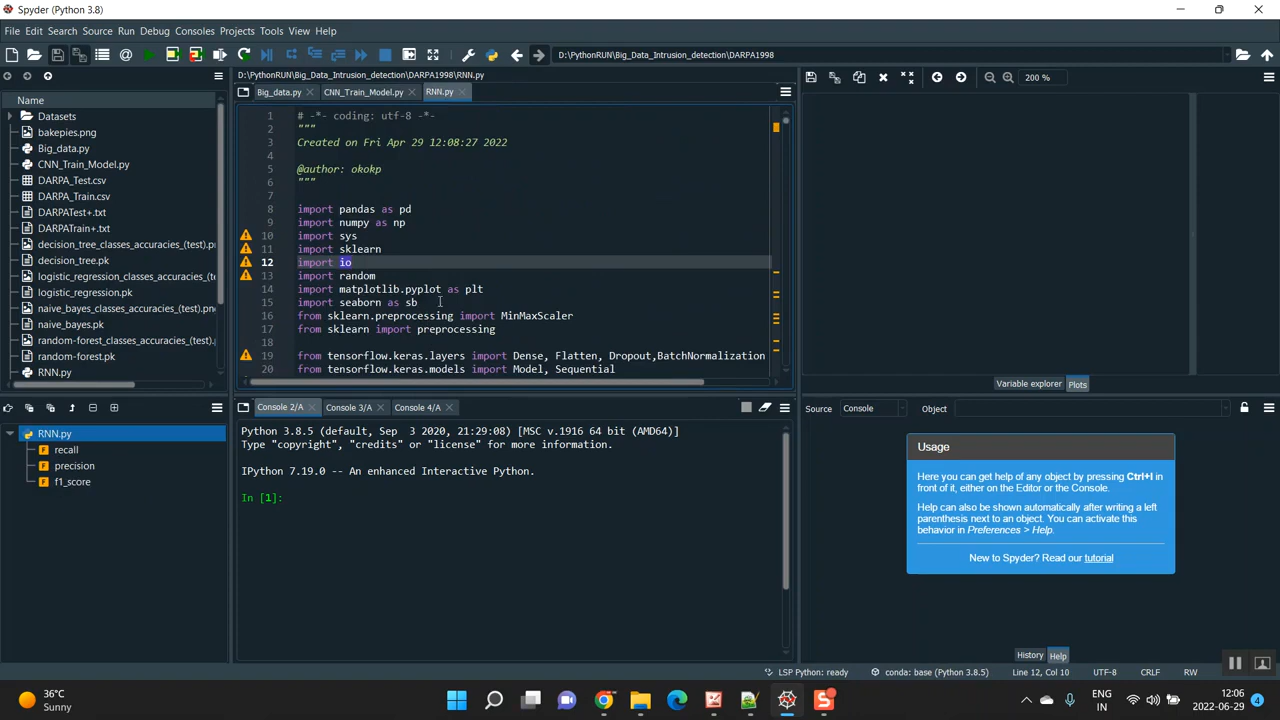 Spyder (Python 3.8)
File Edit Search Source Run Debug Consoles Projects Tools View Help
D:\PythonRUN\Big_Data_Intrusion_detection\DARPA1998
D:\PythonRUN\Big_Data_Intrusion_detection\DARPA1998\RNN.py
200 %
Name
Datasets
bakepies.png
Big_data.py
CNN_Train_Model.py
DARPA_Test.csv
DARPA_Train.csv
DARPATest+.txt
DARPATrain+.txt
decision_tree_classes_accuracies_(test).pn
decision_tree.pk
logistic_regression_classes_accuracies_(
logistic_regression.pk
naive_bayes_classes_accuracies_(test).p
naive_bayes.pk
random-forest_classes_accuracies_(test)
random-forest.pk
RNN.py
Big_data.py CNN_Train_Model.py RNN.py
1 # -*- coding: utf-8 -*-
2 """
3 Created on Fri Apr 29 12:08:27 2022
4
5 @author: okokp
6 """
7
8 import pandas as pd
9 import numpy as np
10 import sys
11 import sklearn
12 import io
13 import random
14 import matplotlib.pyplot as plt
15 import seaborn as sb
16 from sklearn.preprocessing import MinMaxScaler
17 from sklearn import preprocessing
18
19 from tensorflow.keras.layers import Dense, Flatten, Dropout,BatchNormalization
20 from tensorflow.keras.models import Model, Sequential
Variable explorer Plots
RNN.py
recall
precision
f1_score
Console 2/A Console 3/A Console 4/A
Python 3.8.5 (default, Sep 3 2020, 21:29:08) [MSC v.1916 64 bit (AMD64)]
Type "copyright", "credits" or "license" for more information.
IPython 7.19.0 -- An enhanced Interactive Python.
In [1]:
Source Console Object
Usage
Here you can get help of any object by pressing Ctrl+I in
front of it, either on the Editor or the Console.
Help can also be shown automatically after writing a left
parenthesis next to an object. You can activate this
behavior in Preferences > Help.
New to Spyder? Read our tutorial
History Help
LSP Python: ready conda: base (Python 3.8.5) Line 12, Col 10 UTF-8 CRLF RW
36°C
Sunny
ENG
IN
12:06
2022-06-29
4